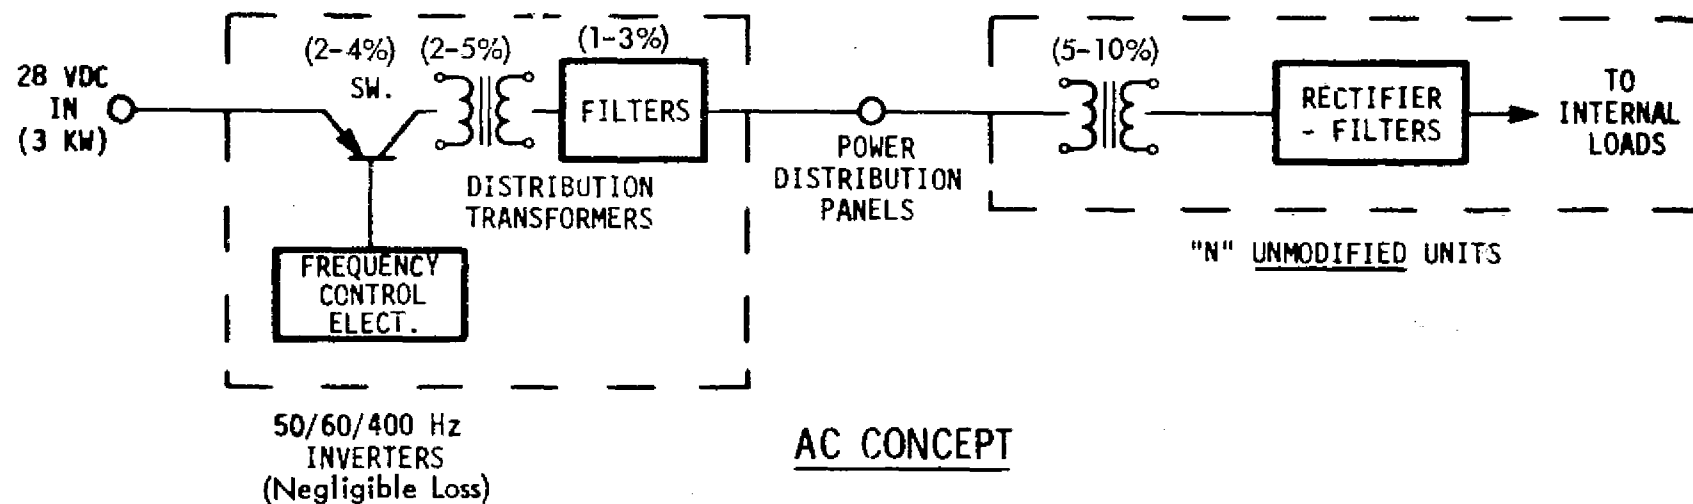 28 VDC
IN
(3 KW)
(2-4%)
SW.
(2-5%)
(1-3%)
FILTERS
DISTRIBUTION
TRANSFORMERS
FREQUENCY
CONTROL
ELECT.
50/60/400 Hz
INVERTERS
(Negligible Loss)
POWER
DISTRIBUTION
PANELS
(5-10%)
RECTIFIER
- FILTERS
TO
INTERNAL
LOADS
"N" UNMODIFIED UNITS
AC CONCEPT